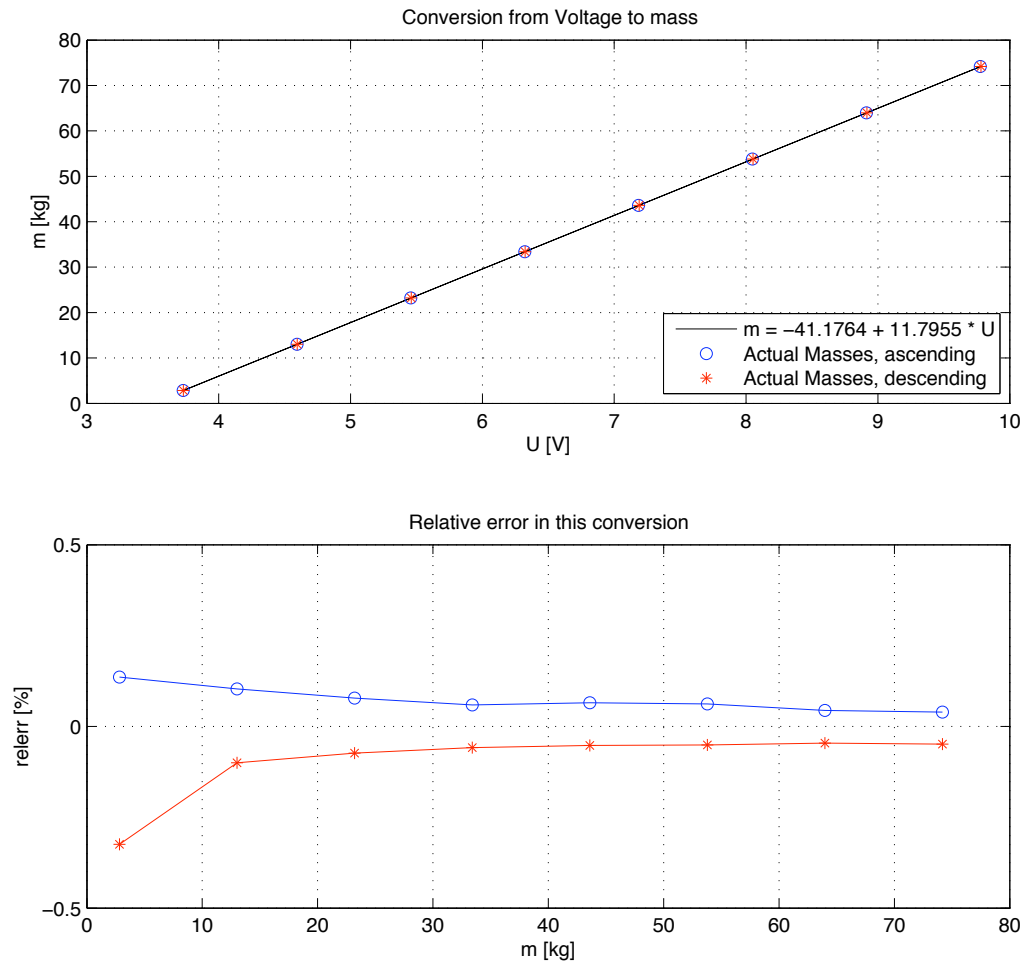 Conversion from Voltage to mass
80
70
60
50
40
30
20
10
0
m [kg]
m = −41.1764 + 11.7955 * U
Actual Masses, ascending
Actual Masses, descending
3 4 5 6 7 8 9 10
U [V]
Relative error in this conversion
0.5
0
−0.5
relerr [%]
0 10 20 30 40 50 60 70 80
m [kg]